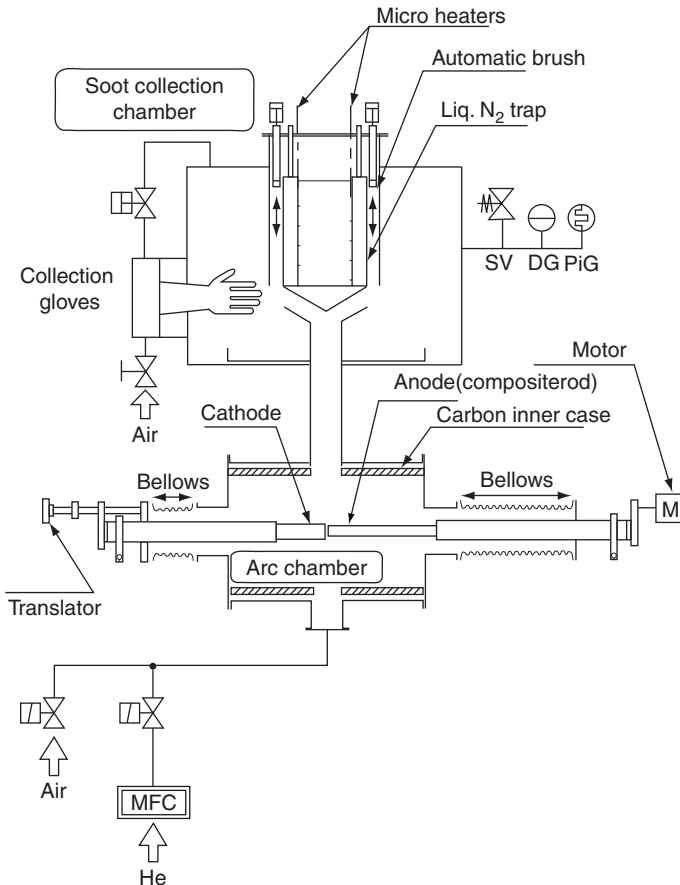 Micro heaters
Automatic brush
Soot collection
chamber
Liq. N₂ trap
SV
DG
PiG
Collection
gloves
Air
Motor
Anode(compositerod)
Cathode
Carbon inner case
Bellows
Bellows
M
Arc chamber
Translator
Air
MFC
He